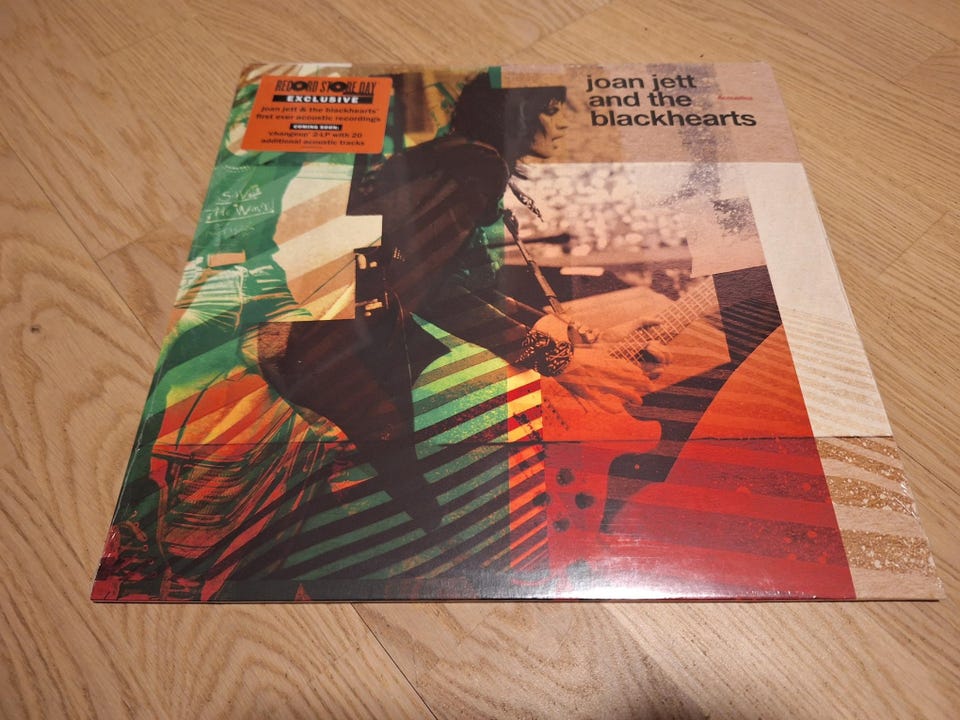 RECORD STORE DAY
EXCLUSIVE
joan jett & the blackhearts'
first ever acoustic recordings
COMING SOON:
'changeup' 2-LP with 20
additional acoustic tracks
joan jett
and the
blackhearts
Acoustics